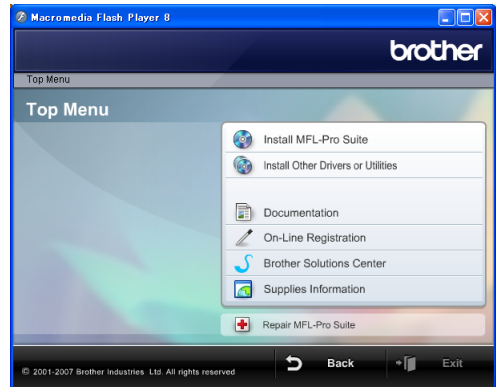 Macromedia Flash Player 8
brother
Top Menu
Top Menu
Install MFL-Pro Suite
Install Other Drivers or Utilities
Documentation
On-Line Registration
Brother Solutions Center
Supplies Information
Repair MFL-Pro Suite
© 2001-2007 Brother Industries Ltd. All rights reserved
Back
Exit